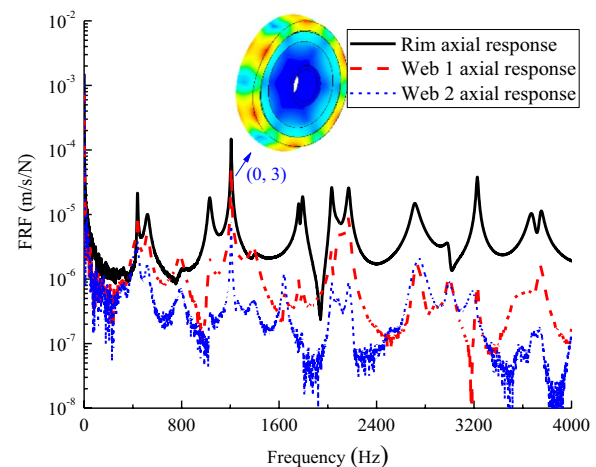 10⁻²
10⁻³
10⁻⁴
10⁻⁵
10⁻⁶
10⁻⁷
10⁻⁸
FRF (m/s/N)
Rim axial response
Web 1 axial response
Web 2 axial response
(0, 3)
0 800 1600 2400 3200 4000
Frequency (Hz)